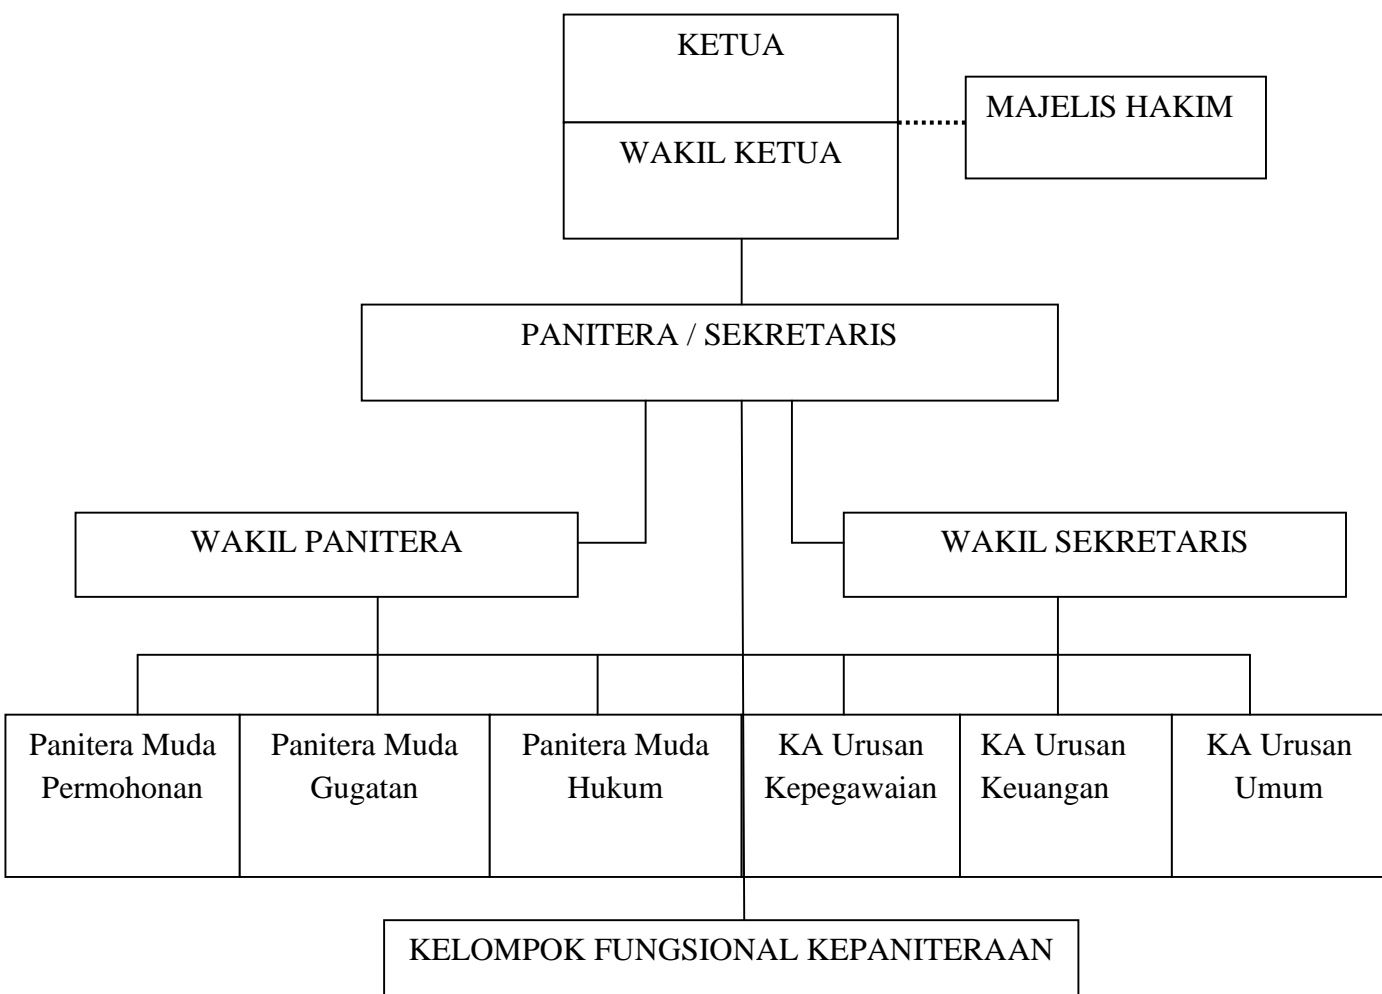 KETUA
MAJELIS HAKIM
WAKIL KETUA
PANITERA / SEKRETARIS
WAKIL PANITERA
WAKIL SEKRETARIS
Panitera Muda
Permohonan
Panitera Muda
Gugatan
Panitera Muda
Hukum
KA Urusan
Kepegawaian
KA Urusan
Keuangan
KA Urusan
Umum
KELOMPOK FUNGSIONAL KEPANITERAAN